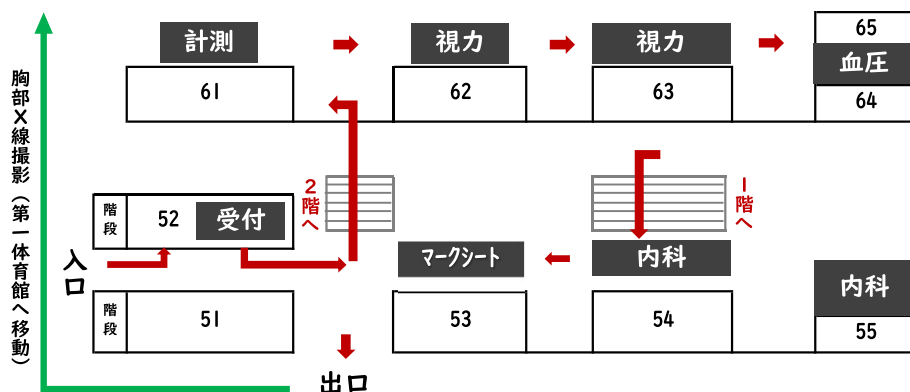 計測
視力
視力
65
血圧
64
61
62
63
胸部X線撮影(第一体育館へ移動)
2階へ
1階へ
階段
52
受付
入口
マークシート
内科
内科
階段
51
53
54
55
出口